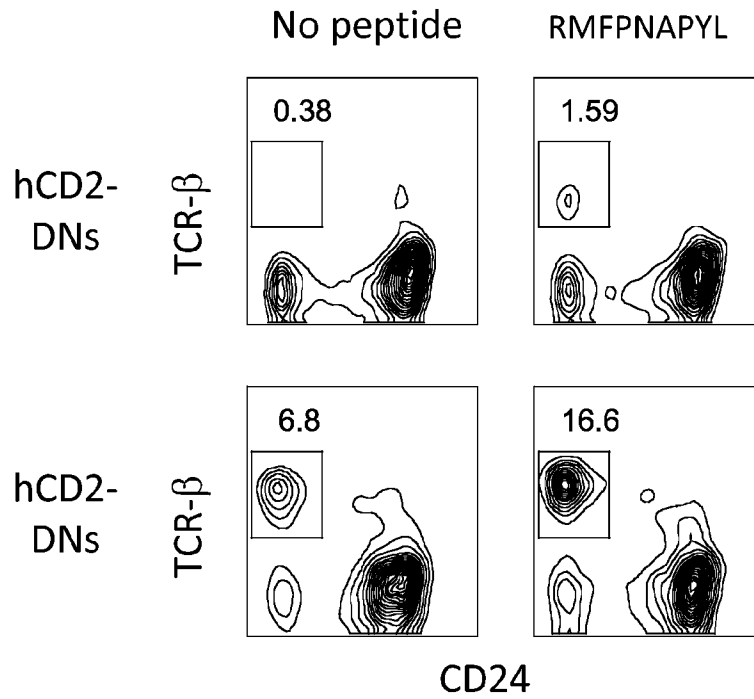 No peptide
RMFPNAPYL
hCD2-
DNs
TCR-β
0.38
1.59
hCD2-
DNs
TCR-β
6.8
16.6
CD24